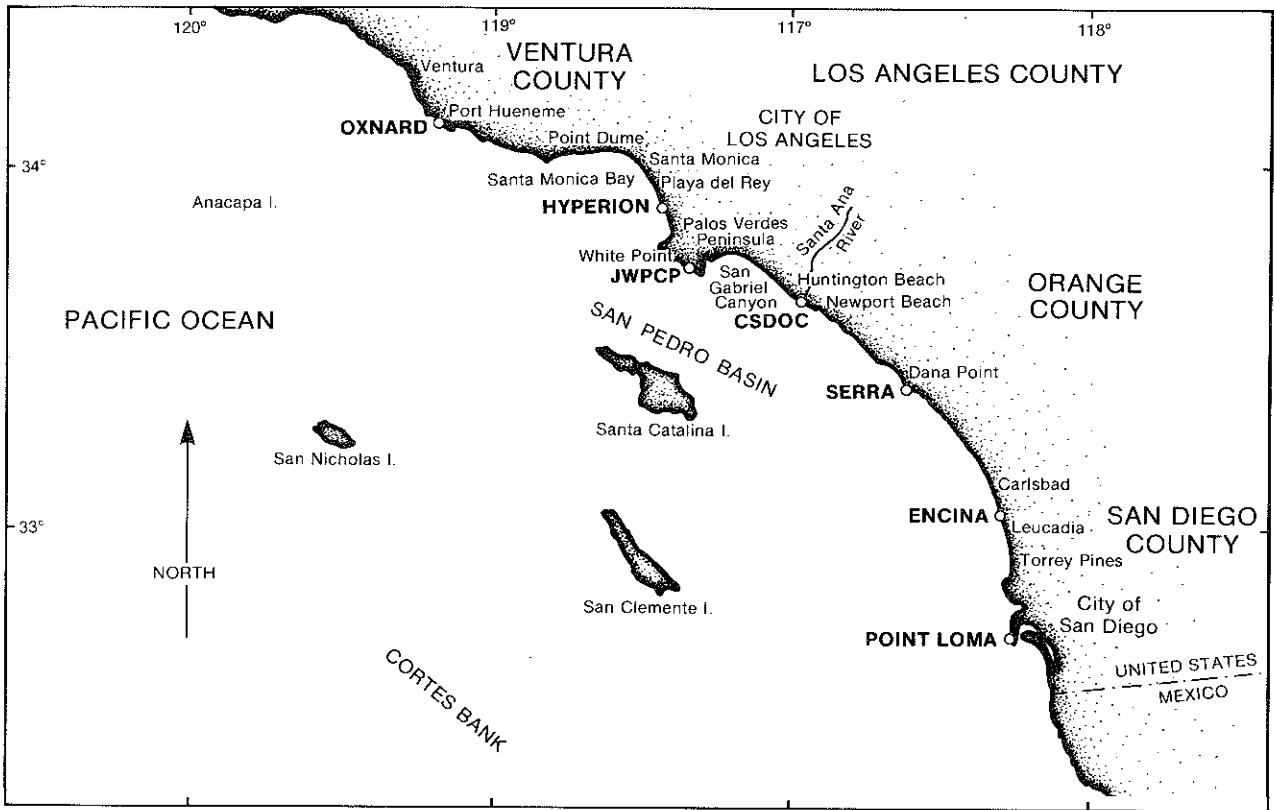 120°
119°
117°
118°
VENTURA
COUNTY
LOS ANGELES COUNTY
Ventura
Port Hueneme
OXNARD
CITY OF
LOS ANGELES
Point Dume
34°
Santa Monica
Santa Monica Bay
Playa del Rey
Anacapa I.
HYPERION
Palos Verdes
Peninsula
Santa Ana
River
White Point
JWPCP
San
Gabriel
Canyon
Huntington Beach
Newport Beach
CSDOC
ORANGE
COUNTY
PACIFIC OCEAN
SAN PEDRO BASIN
Dana Point
SERRA
Santa Catalina I.
San Nicholas I.
Carlsbad
ENCINA
Leucadia
SAN DIEGO
COUNTY
33°
Torrey Pines
NORTH
San Clemente I.
City of
San Diego
POINT LOMA
UNITED STATES
MEXICO
CORTES BANK